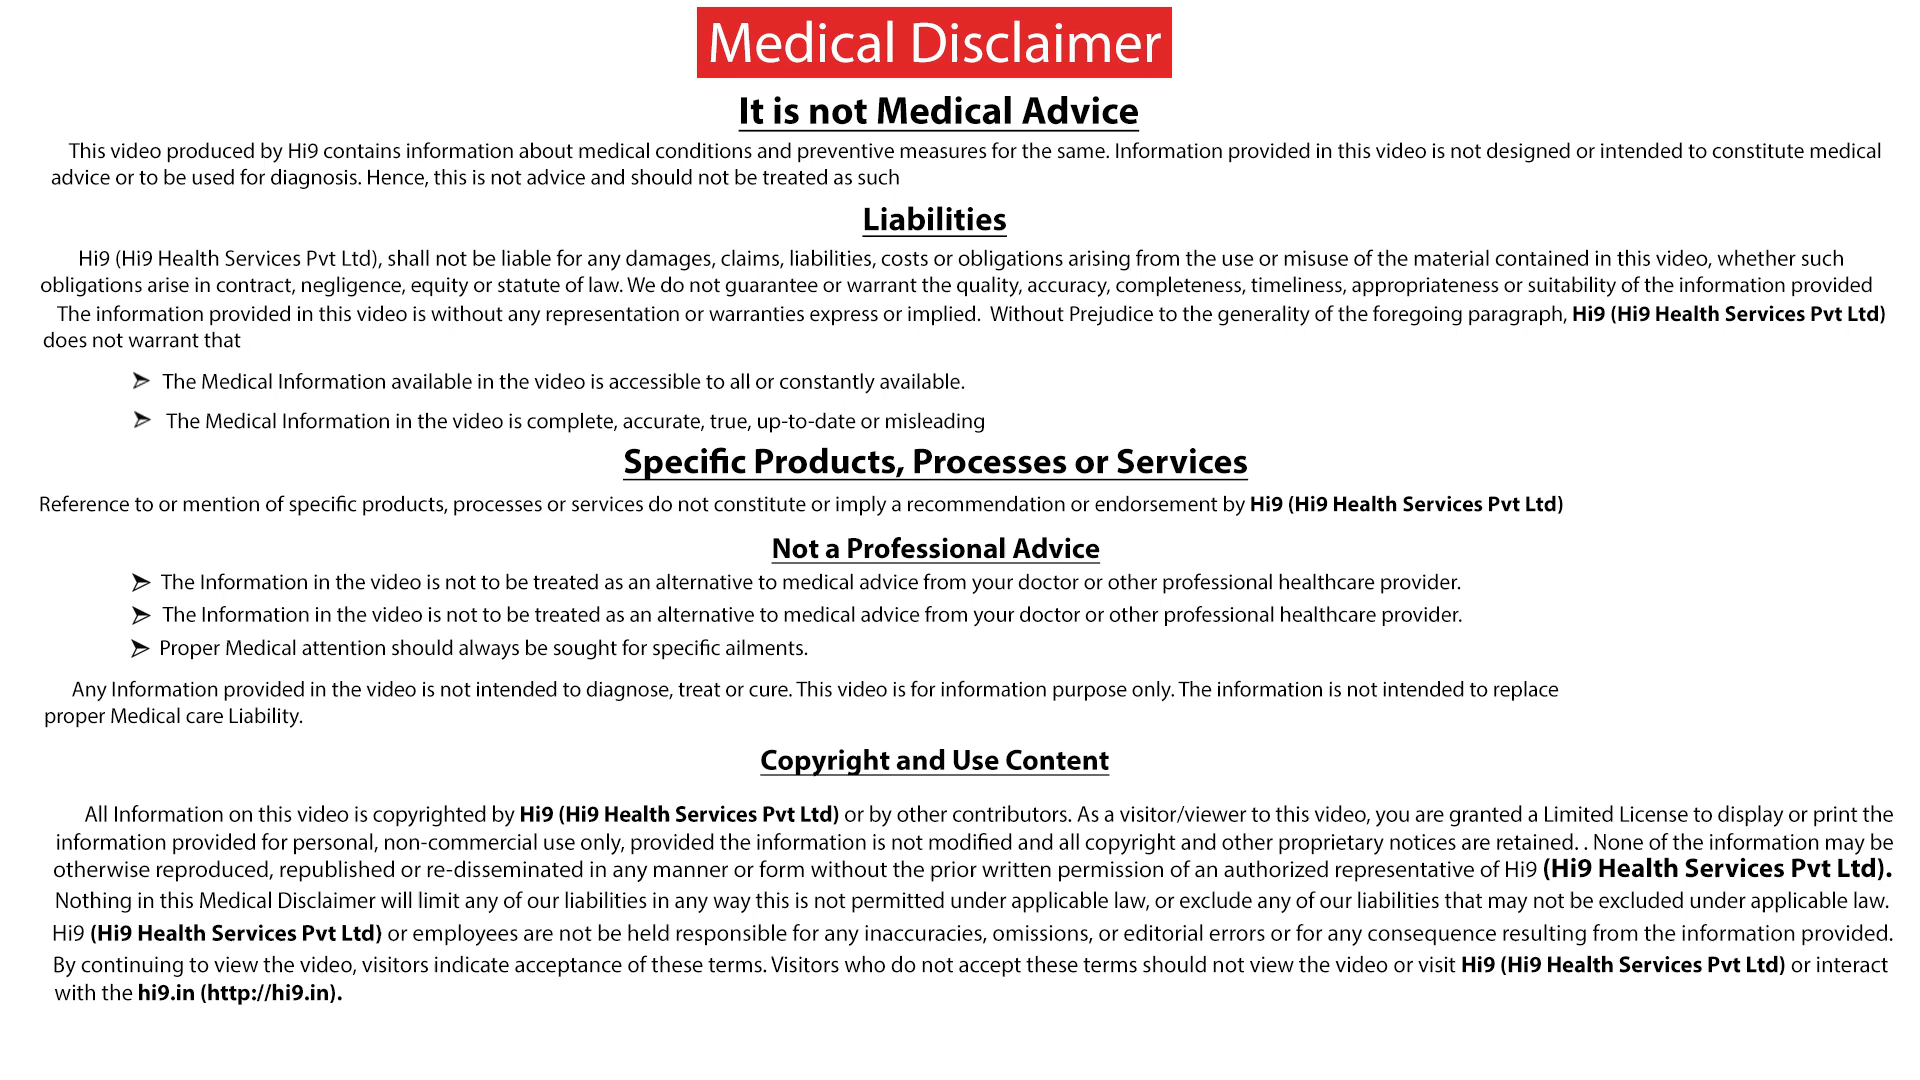 Medical Disclaimer
It is not Medical Advice
This video produced by Hi9 contains information about medical conditions and preventive measures for the same. Information provided in this video is not designed or intended to constitute medical
advice or to be used for diagnosis. Hence, this is not advice and should not be treated as such
Liabilities
Hi9 (Hi9 Health Services Pvt Ltd), shall not be liable for any damages, claims, liabilities, costs or obligations arising from the use or misuse of the material contained in this video, whether such
obligations arise in contract, negligence, equity or statute of law. We do not guarantee or warrant the quality, accuracy, completeness, timeliness, appropriateness or suitability of the information provided
The information provided in this video is without any representation or warranties express or implied. Without Prejudice to the generality of the foregoing paragraph, Hi9 (Hi9 Health Services Pvt Ltd)
does not warrant that
➢ The Medical Information available in the video is accessible to all or constantly available.
➢ The Medical Information in the video is complete, accurate, true, up-to-date or misleading
Specific Products, Processes or Services
Reference to or mention of specific products, processes or services do not constitute or imply a recommendation or endorsement by Hi9 (Hi9 Health Services Pvt Ltd)
Not a Professional Advice
➢ The Information in the video is not to be treated as an alternative to medical advice from your doctor or other professional healthcare provider.
➢ The Information in the video is not to be treated as an alternative to medical advice from your doctor or other professional healthcare provider.
➢ Proper Medical attention should always be sought for specific ailments.
Any Information provided in the video is not intended to diagnose, treat or cure. This video is for information purpose only. The information is not intended to replace
proper Medical care Liability.
Copyright and Use Content
All Information on this video is copyrighted by Hi9 (Hi9 Health Services Pvt Ltd) or by other contributors. As a visitor/viewer to this video, you are granted a Limited License to display or print the
information provided for personal, non-commercial use only, provided the information is not modified and all copyright and other proprietary notices are retained. . None of the information may be
otherwise reproduced, republished or re-disseminated in any manner or form without the prior written permission of an authorized representative of Hi9 (Hi9 Health Services Pvt Ltd).
Nothing in this Medical Disclaimer will limit any of our liabilities in any way this is not permitted under applicable law, or exclude any of our liabilities that may not be excluded under applicable law.
Hi9 (Hi9 Health Services Pvt Ltd) or employees are not be held responsible for any inaccuracies, omissions, or editorial errors or for any consequence resulting from the information provided.
By continuing to view the video, visitors indicate acceptance of these terms. Visitors who do not accept these terms should not view the video or visit Hi9 (Hi9 Health Services Pvt Ltd) or interact
with the hi9.in (http://hi9.in).